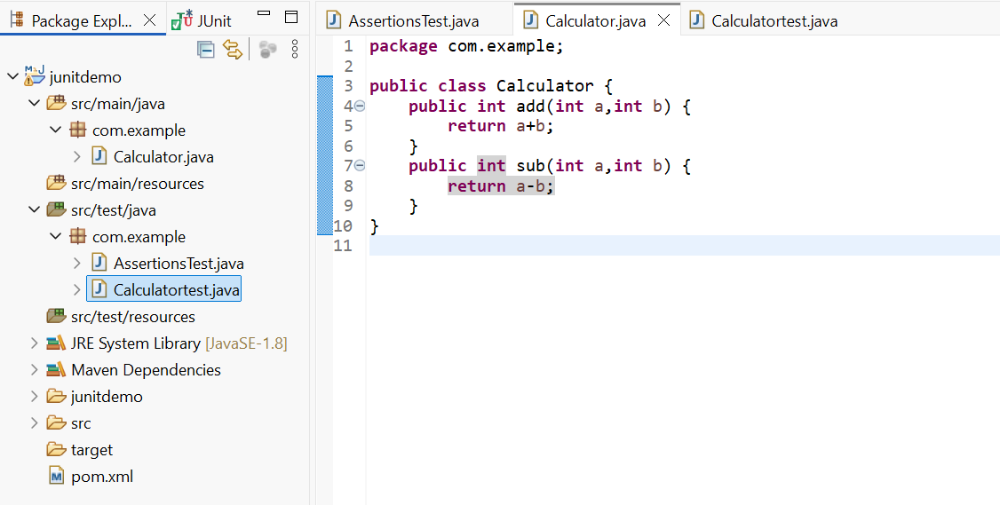 Package Expl...
JUnit
junitdemo
src/main/java
com.example
Calculator.java
src/main/resources
src/test/java
com.example
AssertionsTest.java
Calculatortest.java
src/test/resources
JRE System Library [JavaSE-1.8]
Maven Dependencies
junitdemo
src
target
pom.xml
AssertionsTest.java
Calculator.java
Calculatortest.java
1 package com.example;
2
3 public class Calculator {
4 public int add(int a,int b) {
5 return a+b;
6 }
7 public int sub(int a,int b) {
8 return a-b;
9 }
10 }
11